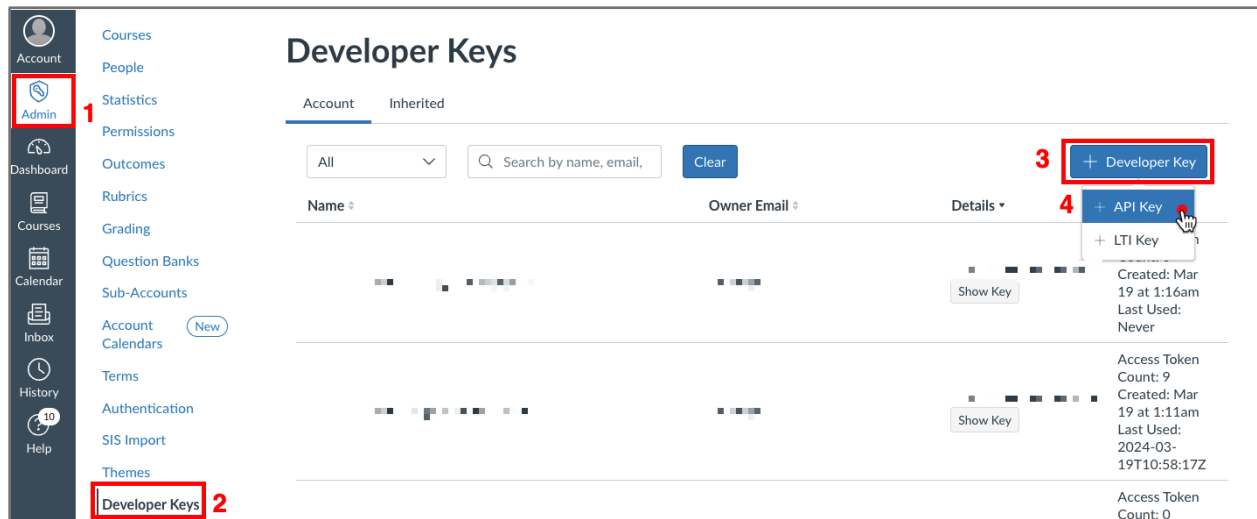 Account
Admin
1
Dashboard
Courses
Calendar
Inbox
History
10
Help
Courses
People
Statistics
Permissions
Outcomes
Rubrics
Grading
Question Banks
Sub-Accounts
Account
Calendars
New
Terms
Authentication
SIS Import
Themes
Developer Keys
2
Developer Keys
Account Inherited
All
Search by name, email,
Clear
3
+ Developer Key
Name
Owner Email
Details
4
+ API Key
+ LTI Key
Show Key
Created: Mar
19 at 1:16am
Last Used:
Never
Show Key
Access Token
Count: 9
Created: Mar
19 at 1:11am
Last Used:
2024-03-
19T10:58:17Z
Access Token
Count: 0